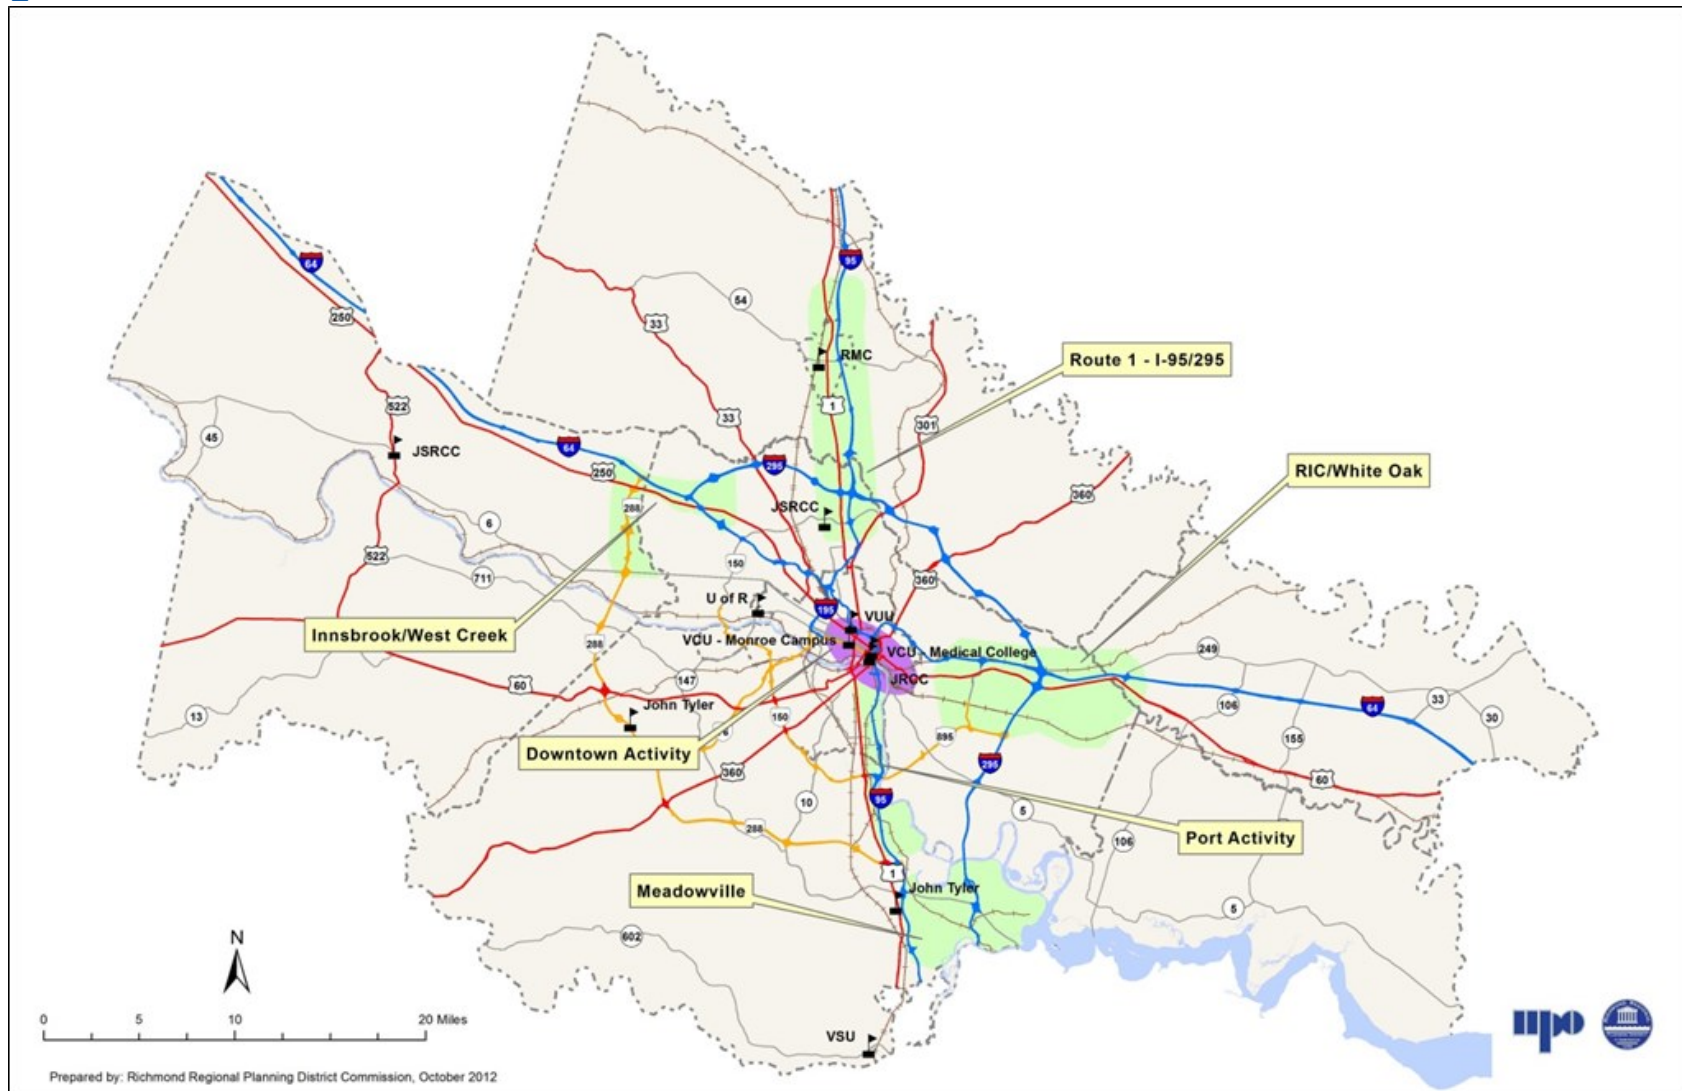 95
64
250
54
33
RMC
Route 1 - I-95/295
1
522
33
301
45
JSRCC
64
RIC/White Oak
295
250
360
JSRCC
288
6
522
150
711
360
U of R
195
VUU
Innsbrook/West Creek
VCU - Monroe Campus
288
VCU - Medical College
249
JRCC
147
60
33
John Tyler
106
64
13
150
30
6
895
155
Downtown Activity
295
360
60
95
10
5
288
Port Activity
106
1
Meadowville
John Tyler
5
602
N
0 5 10 20 Miles
mpo
VSU
Prepared by: Richmond Regional Planning District Commission, October 2012